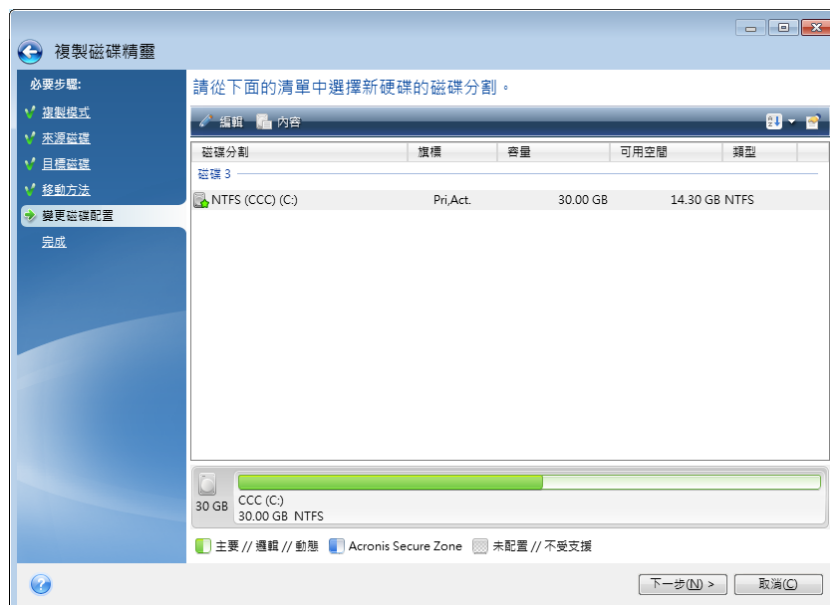 複製磁碟精靈
必要步驟:
複製模式
來源磁碟
目標磁碟
移動方法
變更磁碟配置
完成
請從下面的清單中選擇新硬碟的磁碟分割。
編輯 內容
磁碟分割 旗標 容量 可用空間 類型
磁碟 3
NTFS (CCC) (C:) Pri,Act. 30.00 GB 14.30 GB NTFS
30 GB
CCC (C:)
30.00 GB NTFS
主要 // 邏輯 // 動態 Acronis Secure Zone 未配置 // 不受支援
下一步(N) > 取消(C)